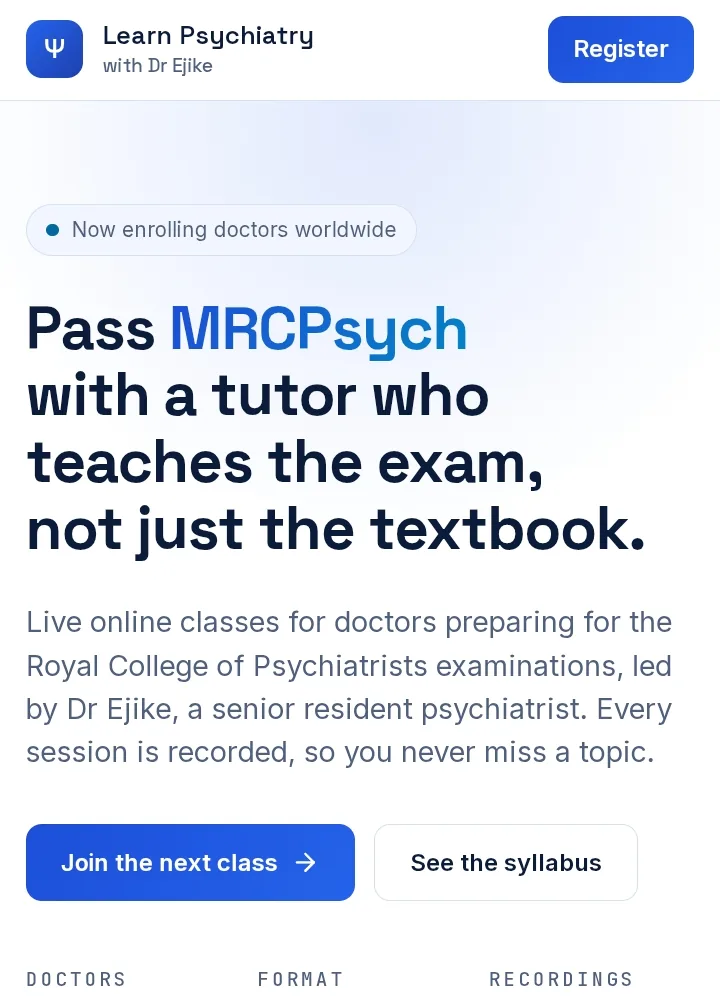 Ψ
Learn Psychiatry
with Dr Ejike
Register
Now enrolling doctors worldwide
Pass MRCPsych
with a tutor who
teaches the exam,
not just the textbook.
Live online classes for doctors preparing for the
Royal College of Psychiatrists examinations, led
by Dr Ejike, a senior resident psychiatrist. Every
session is recorded, so you never miss a topic.
Join the next class →
See the syllabus
DOCTORS
FORMAT
RECORDINGS